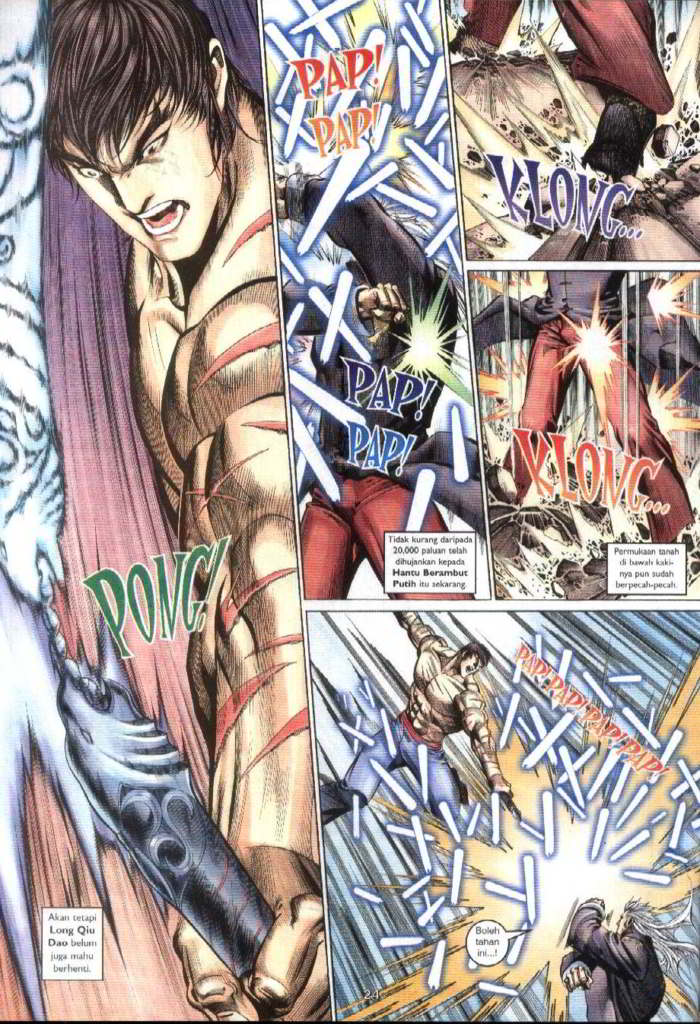 PAP!
PAP!
KLONG...
PAP!
PAP!
KLONG...
Tidak kurang daripada
20,000 paluan telah
dihujankan kepada
Hantu Berambut
Putih itu sekarang.
Permukaan tanah
di bawah kaki-
nya pun sudah
berpecah-pecah.
PONG!
PAP! PAP! PAP! PAP!
Akan tetapi
Long Qiu
Dao belum
juga mahu
berhenti.
Boleh
tahan
ini...!
24